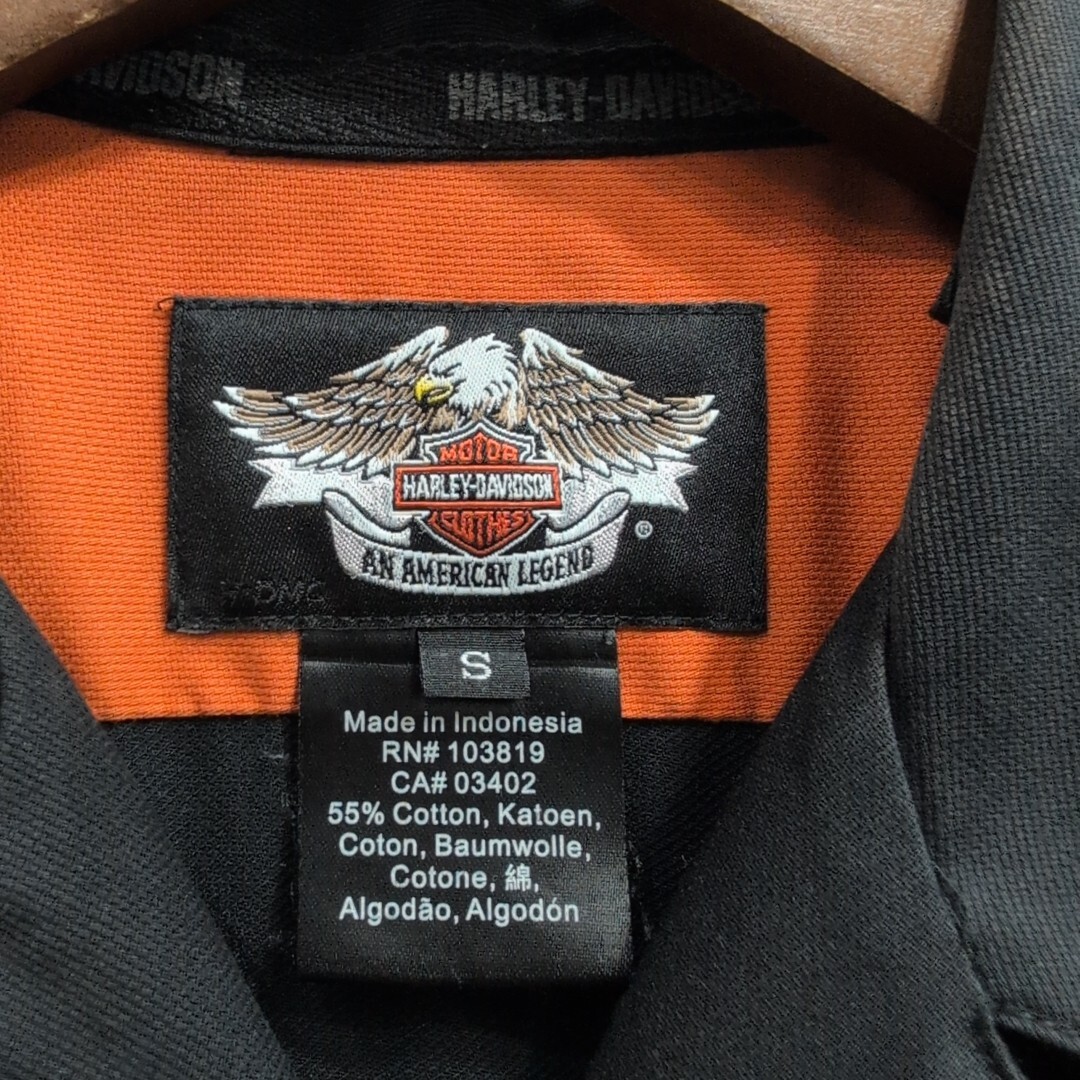 DAVIDSON HARLEY-DAVIDSON
MOTOR
HARLEY-DAVIDSON
CLOTHES
®
AN AMERICAN LEGEND
H-DMC
S
Made in Indonesia
RN# 103819
CA# 03402
55% Cotton, Katoen,
Coton, Baumwolle,
Cotone, 綿,
Algodão, Algodón